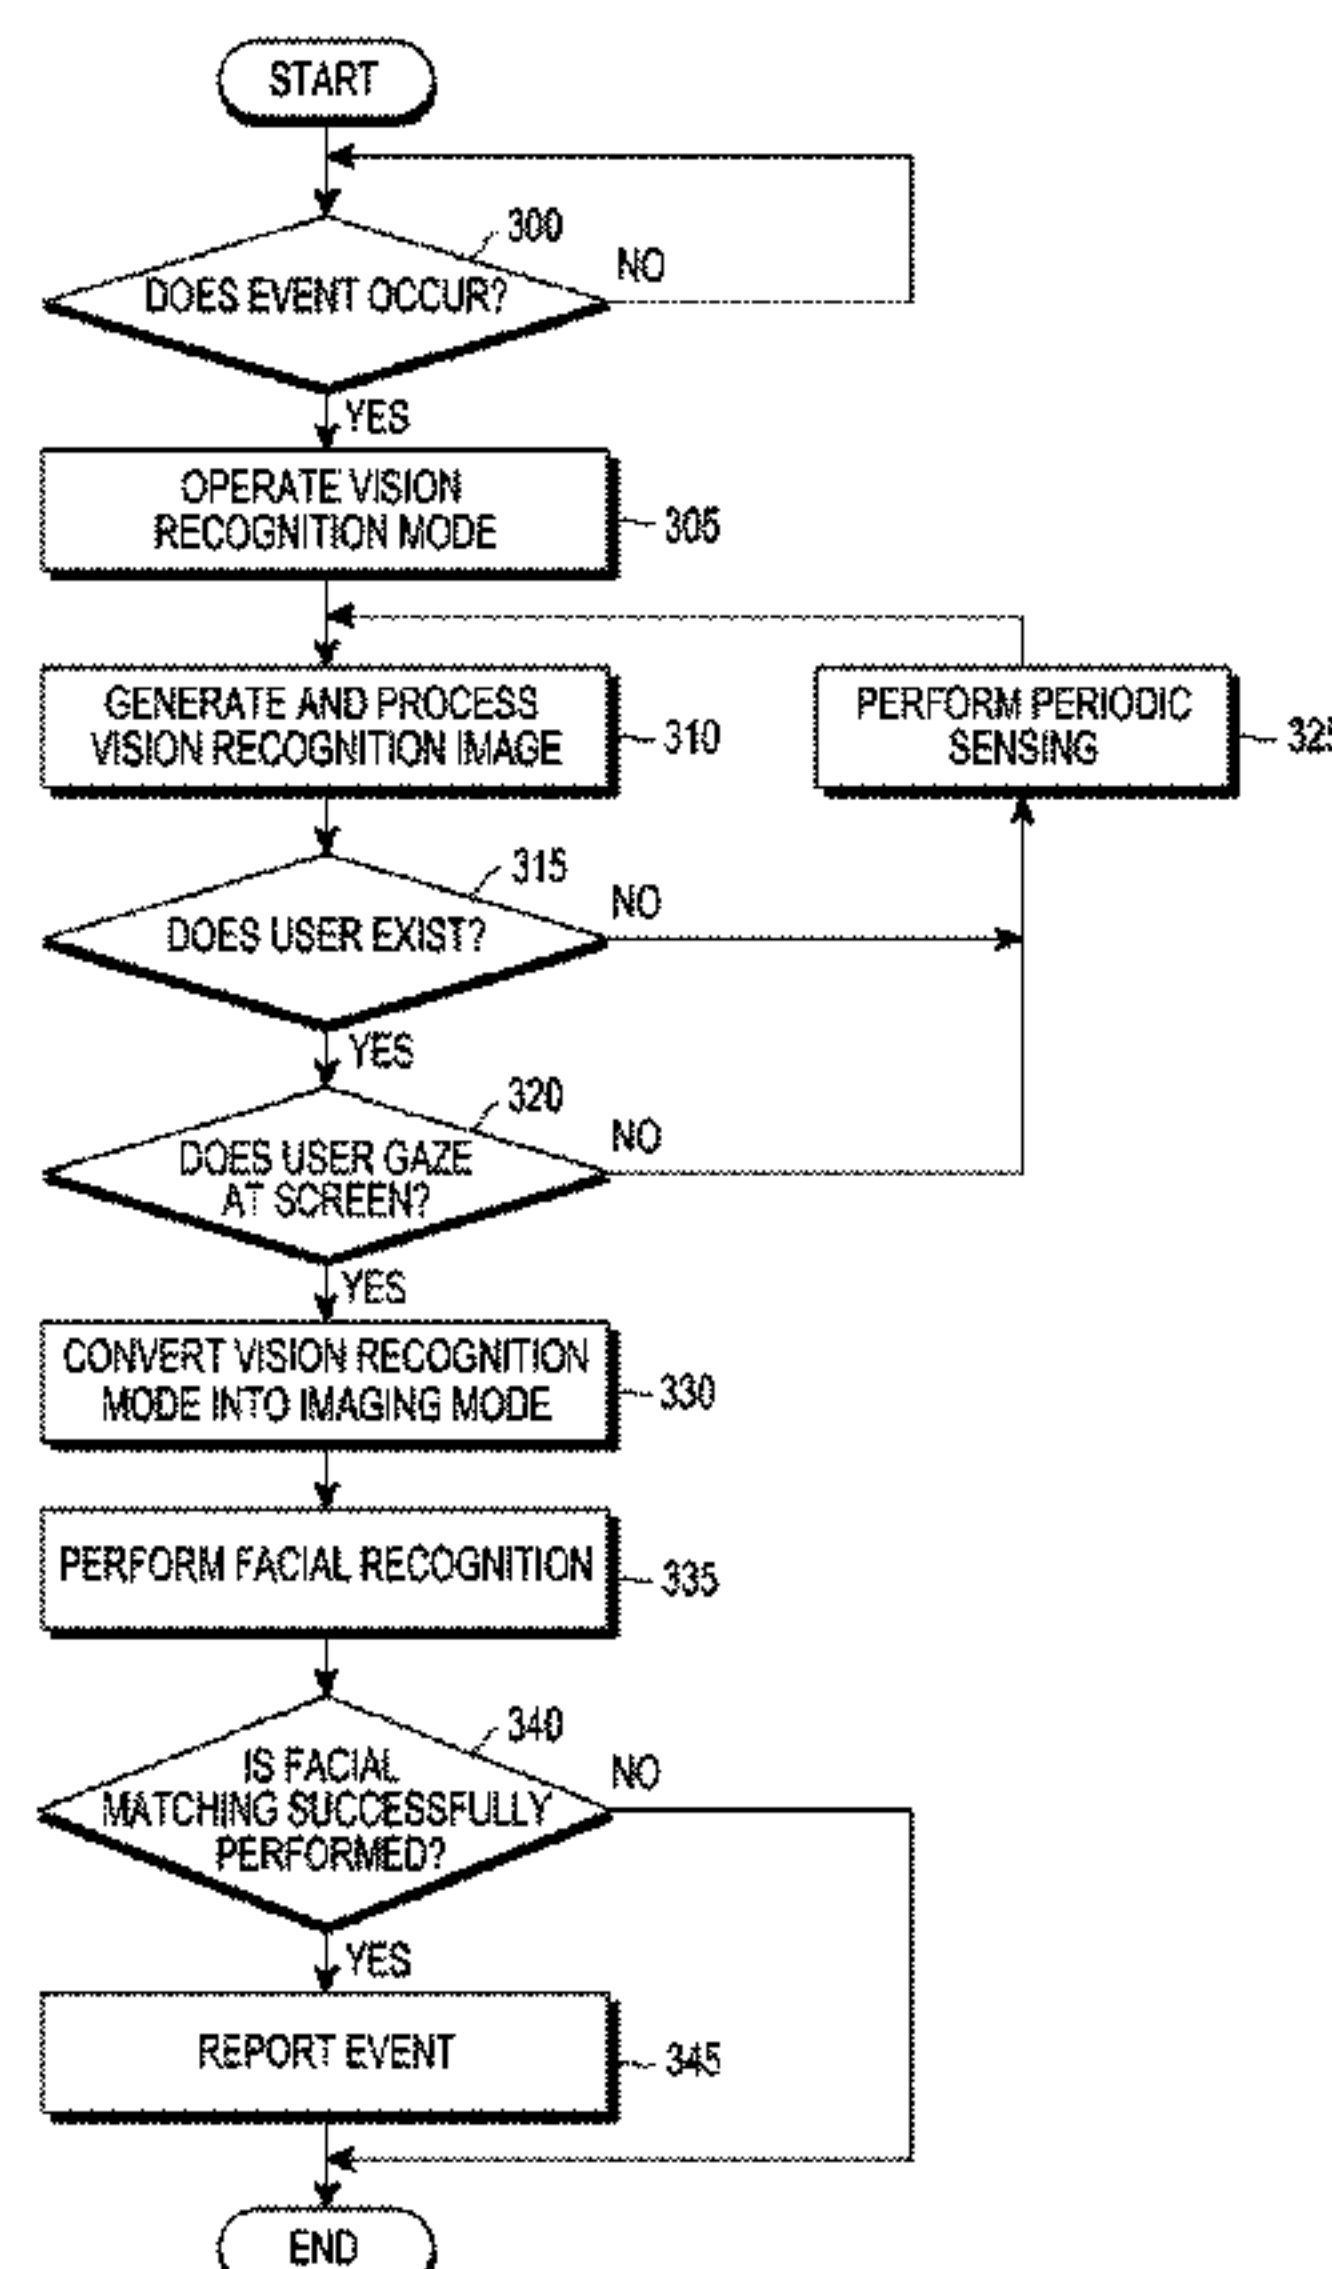 START
300
DOES EVENT OCCUR?
NO
YES
OPERATE VISION
RECOGNITION MODE
305
GENERATE AND PROCESS
VISION RECOGNITION IMAGE
310
PERFORM PERIODIC
SENSING
325
315
DOES USER EXIST?
NO
YES
320
DOES USER GAZE
AT SCREEN?
NO
YES
CONVERT VISION RECOGNITION
MODE INTO IMAGING MODE
330
PERFORM FACIAL RECOGNITION
335
340
IS FACIAL
MATCHING SUCCESSFULLY
PERFORMED?
NO
YES
REPORT EVENT
345
END